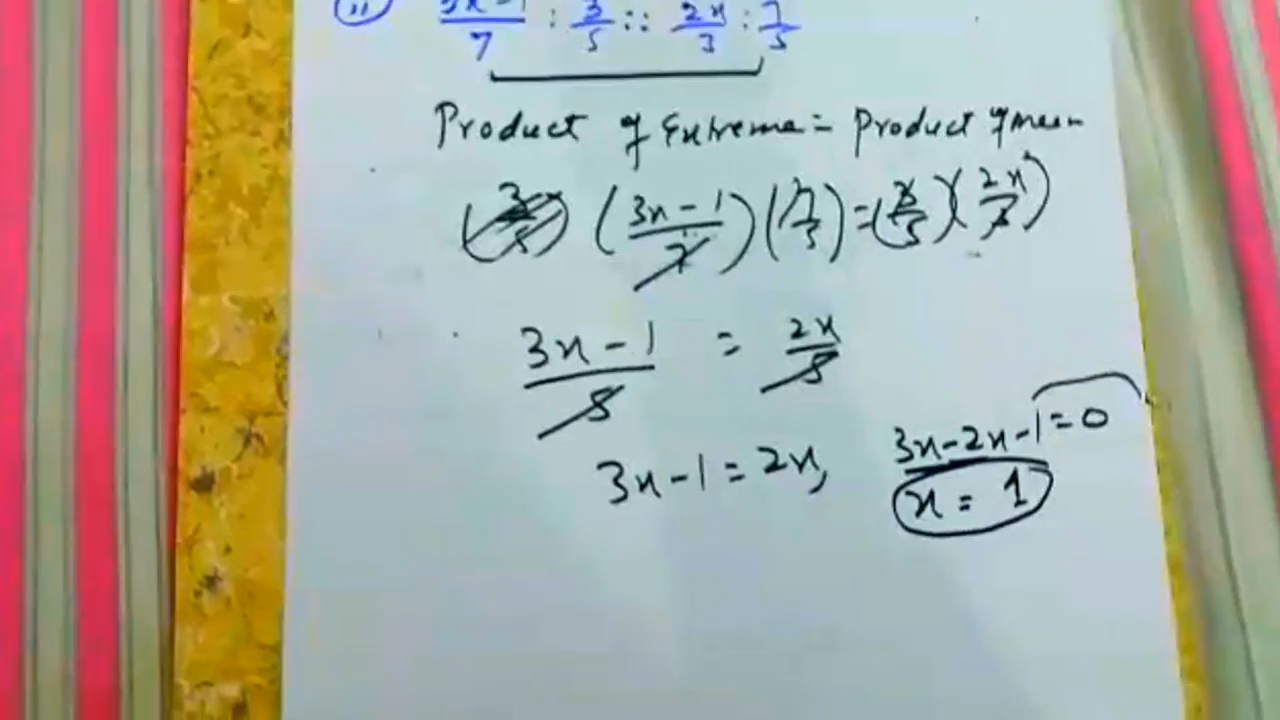 (ii) 3x-1/7 : 3/5 :: 2x/3 : 7/5
Product of Extreme = Product of mean
(3/5) (3x-1/7)(7/5)=(3/5)(2x/3)
3x-1/5 = 2x/5
3x-1=2x, 3x-2x-1=0
x = 1